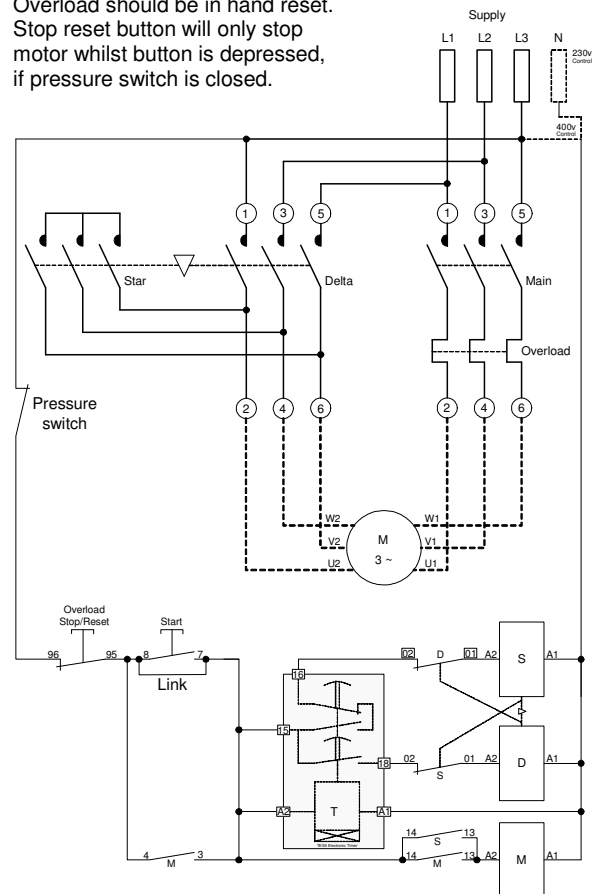 Overload should be in hand reset.
Stop reset button will only stop
motor whilst button is depressed,
if pressure switch is closed.
Supply
L1 L2 L3 N
230v
Control
400v
Control
1 3 5 1 3 5
Star Delta Main
Overload
Pressure
switch
2 4 6 2 4 6
W2 W1
V2 M V1
3 ~
U2 U1
Overload
Stop/Reset Start
96 95 8 7
Link
02 D 01 A2 S A1
16
15
18 02 01 A2 D A1
S
A2 T A1
TESS Electronic Timer
14 13
S
4 3 14 13 A2 M A1
M M